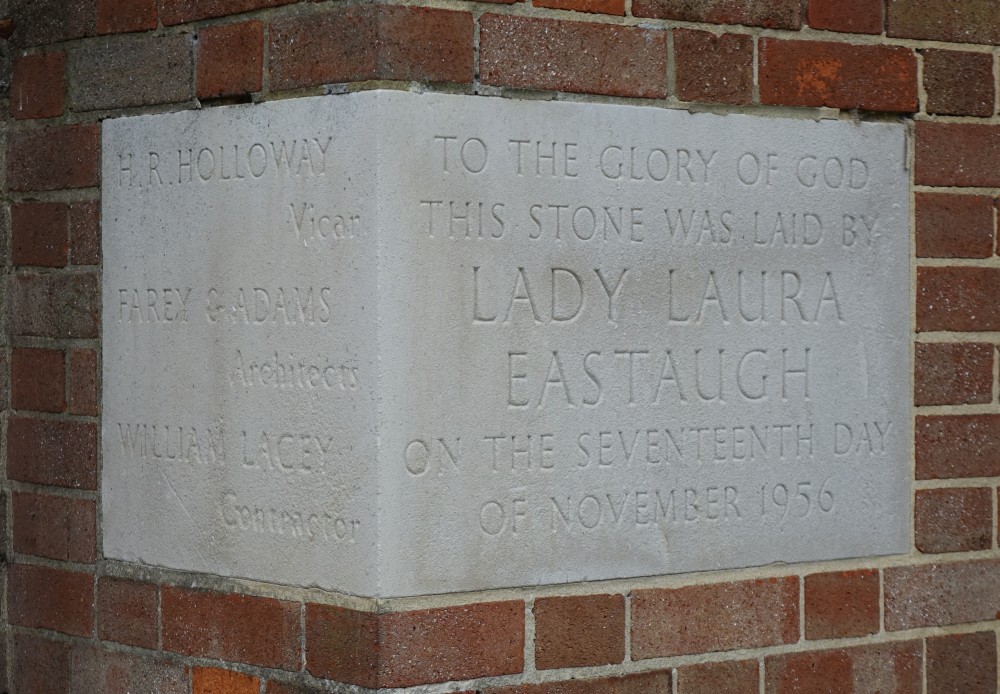 H. R. HOLLOWAY
Vicar
FAREY & ADAMS
Architects
WILLIAM LACEY
Contractor
TO THE GLORY OF GOD
THIS STONE WAS LAID BY
LADY LAURA
EASTAUGH
ON THE SEVENTEENTH DAY
OF NOVEMBER 1956